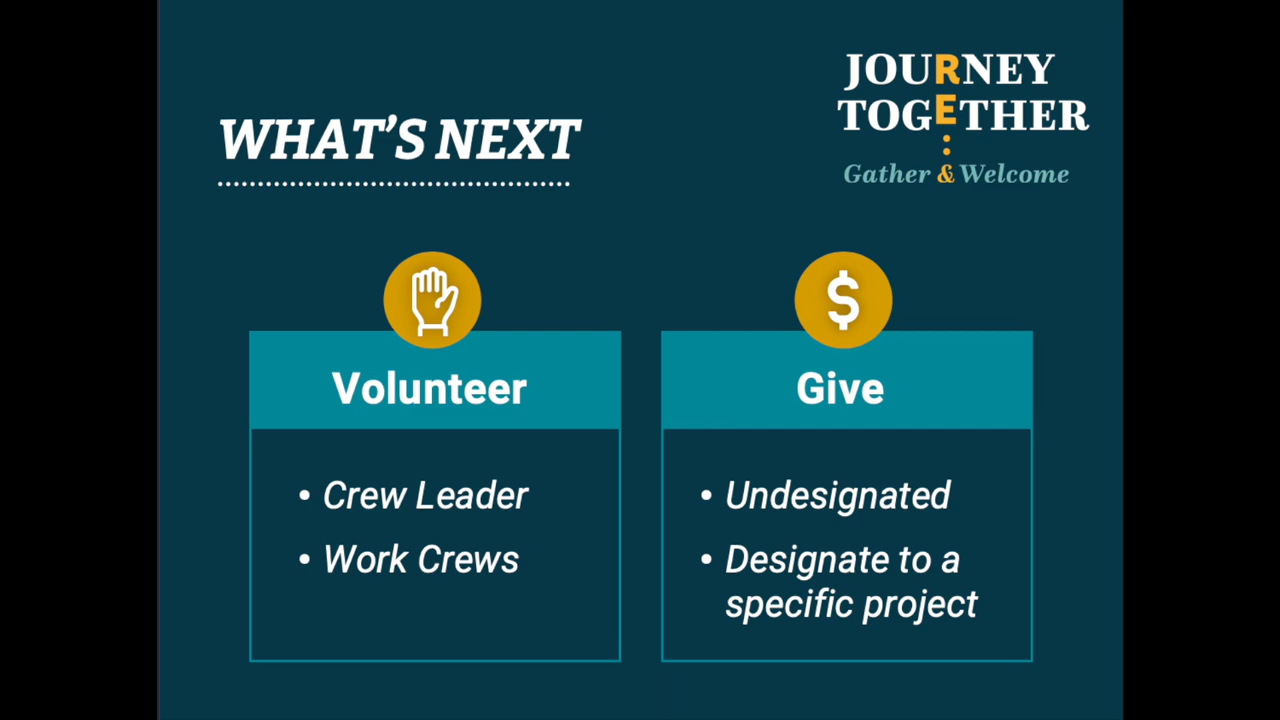 WHAT'S NEXT
JOURNEY
TOGETHER
Gather & Welcome
$
Volunteer
• Crew Leader
• Work Crews
Give
• Undesignated
• Designate to a
specific project